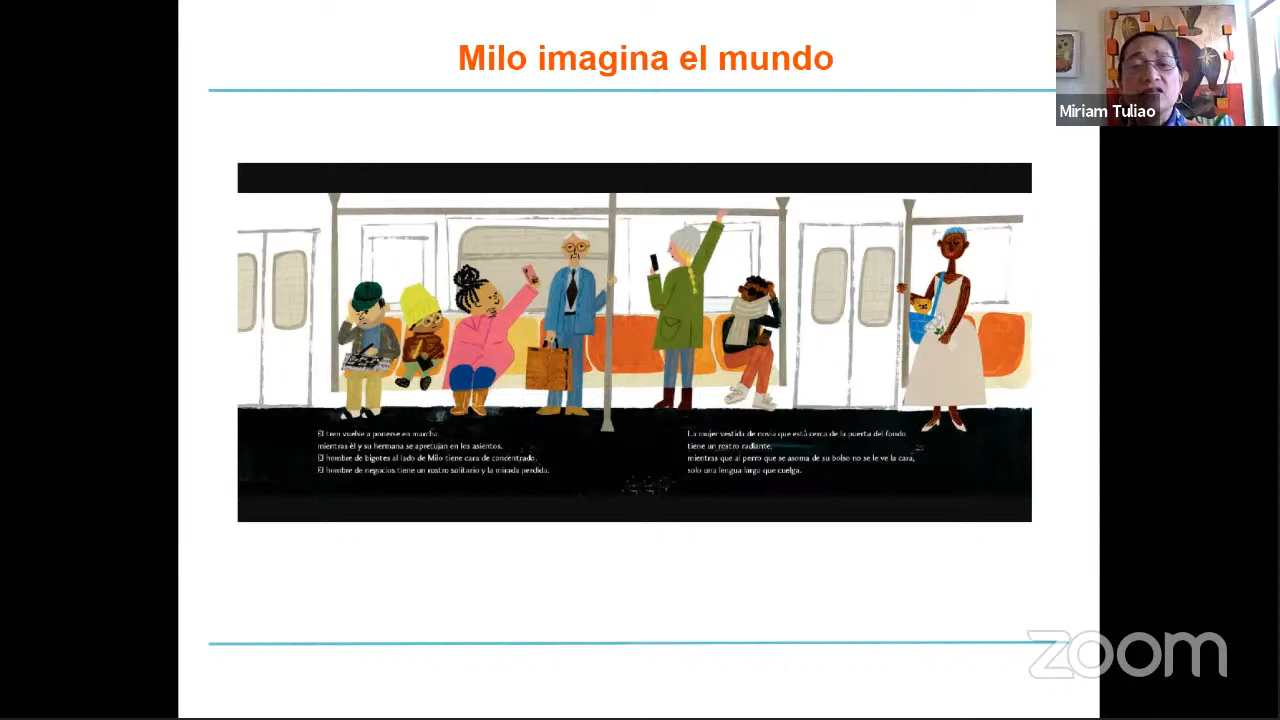 Milo imagina el mundo
Miriam Tuliao
El tren vuelve a ponerse en marcha
mientras él y su hermana se apretujan en los asientos.
El hombre de bigotes al lado de Milo tiene cara de concentrado.
El hombre de negocios tiene un rostro solitario y la mirada perdida.
La mujer vestida de novia que está cerca de la puerta del fondo
tiene un rostro radiante,
mientras que al perro que se asoma de su bolso no se le ve la cara,
solo una lengua larga que cuelga.
zoom